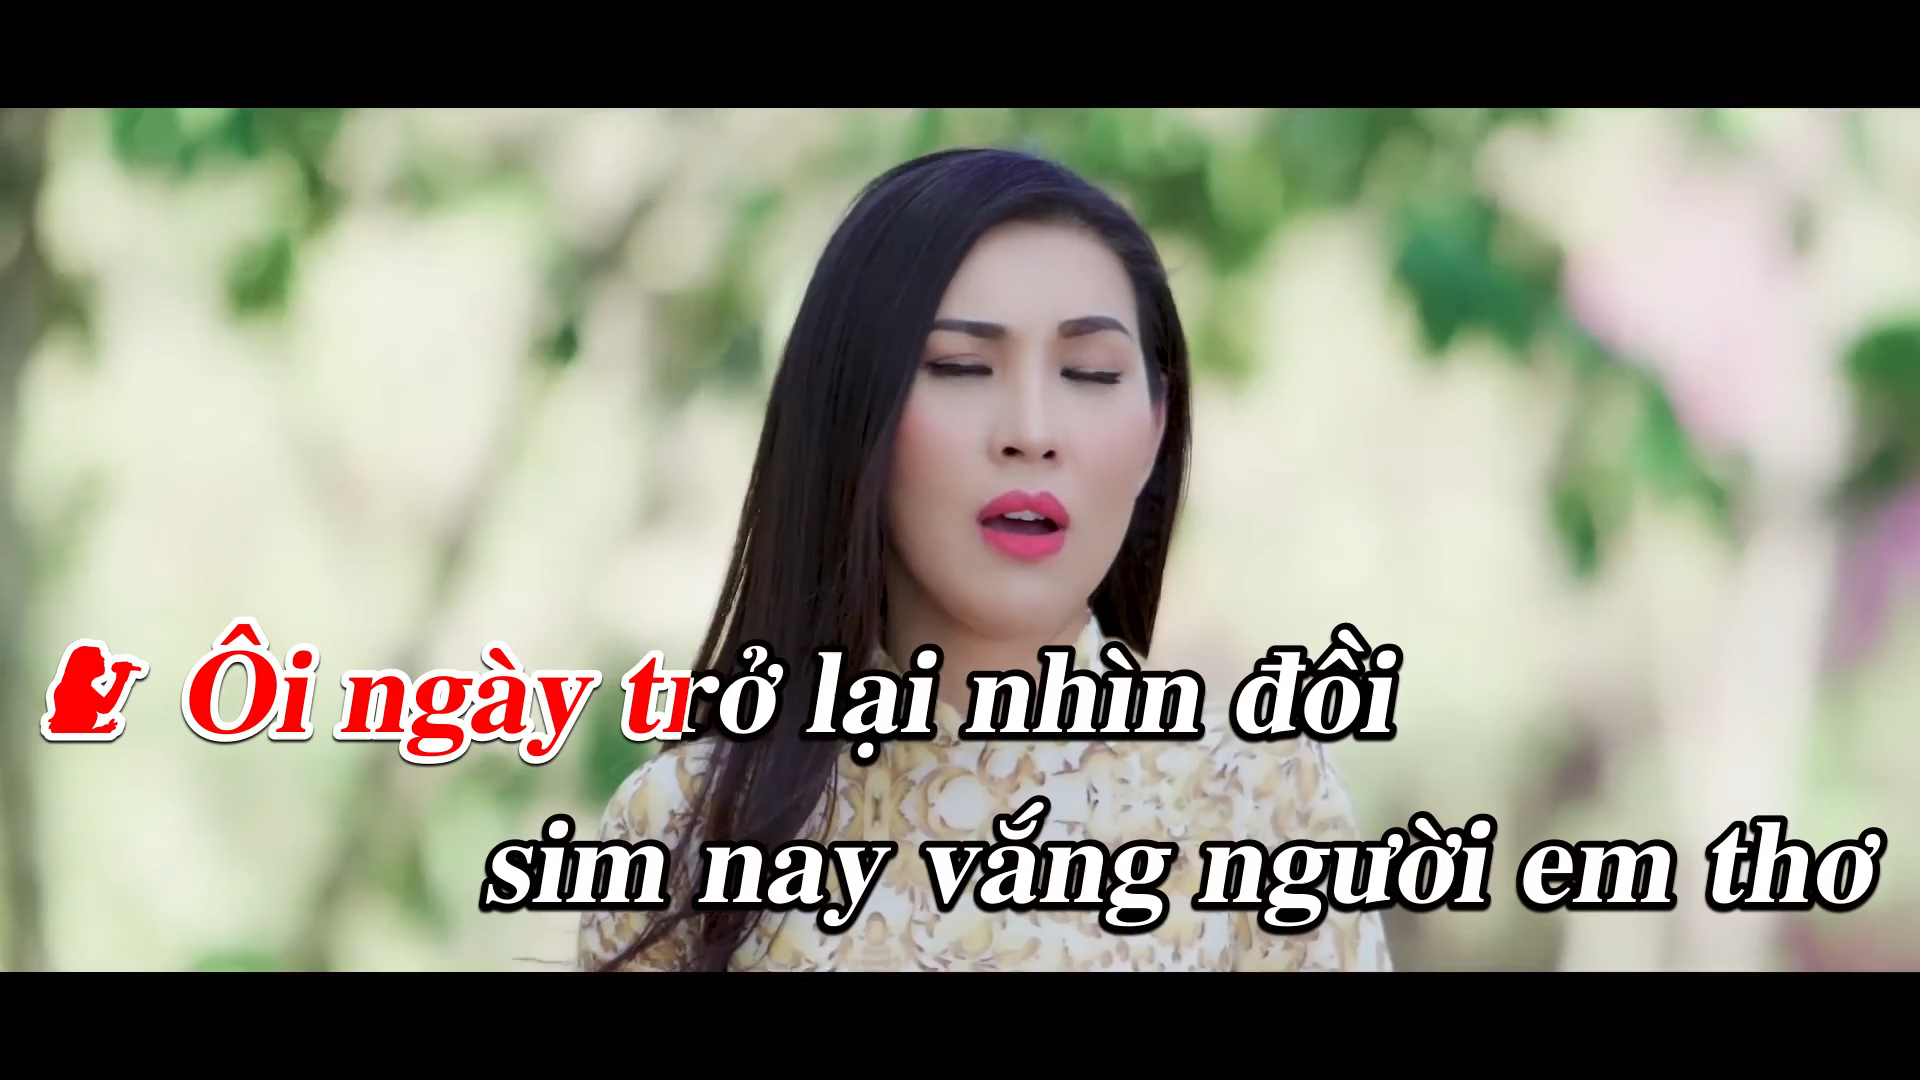 Ôi ngày trở lại nhìn đồi
sim nay vắng người em thơ